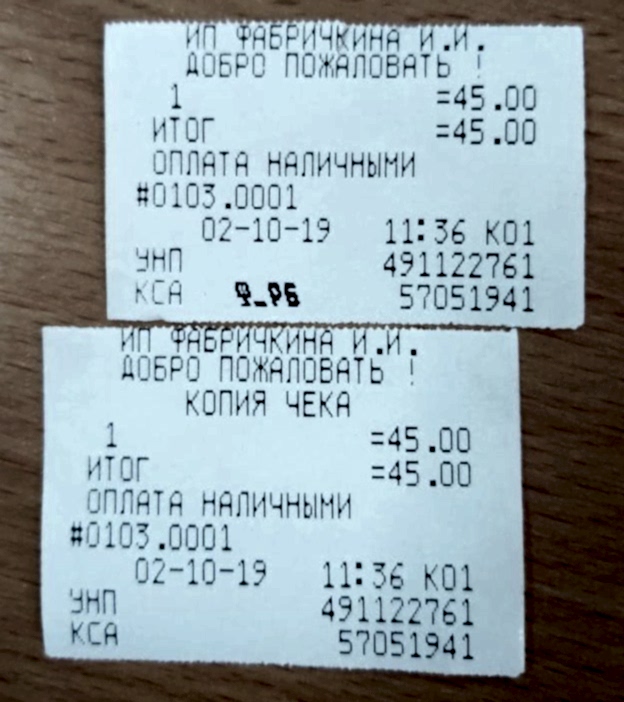 ИП ФАБРИЧКИНА И.И.
ДОБРО ПОЖАЛОВАТЬ !
1 =45.00
ИТОГ =45.00
ОПЛАТА НАЛИЧНЫМИ
#0103.0001
02-10-19 11:36 К01
УНП 491122761
КСА Ф_РБ 57051941
ИП ФАБРИЧКИНА И.И.
ДОБРО ПОЖАЛОВАТЬ !
КОПИЯ ЧЕКА
1 =45.00
ИТОГ =45.00
ОПЛАТА НАЛИЧНЫМИ
#0103.0001
02-10-19 11:36 К01
УНП 491122761
КСА 57051941